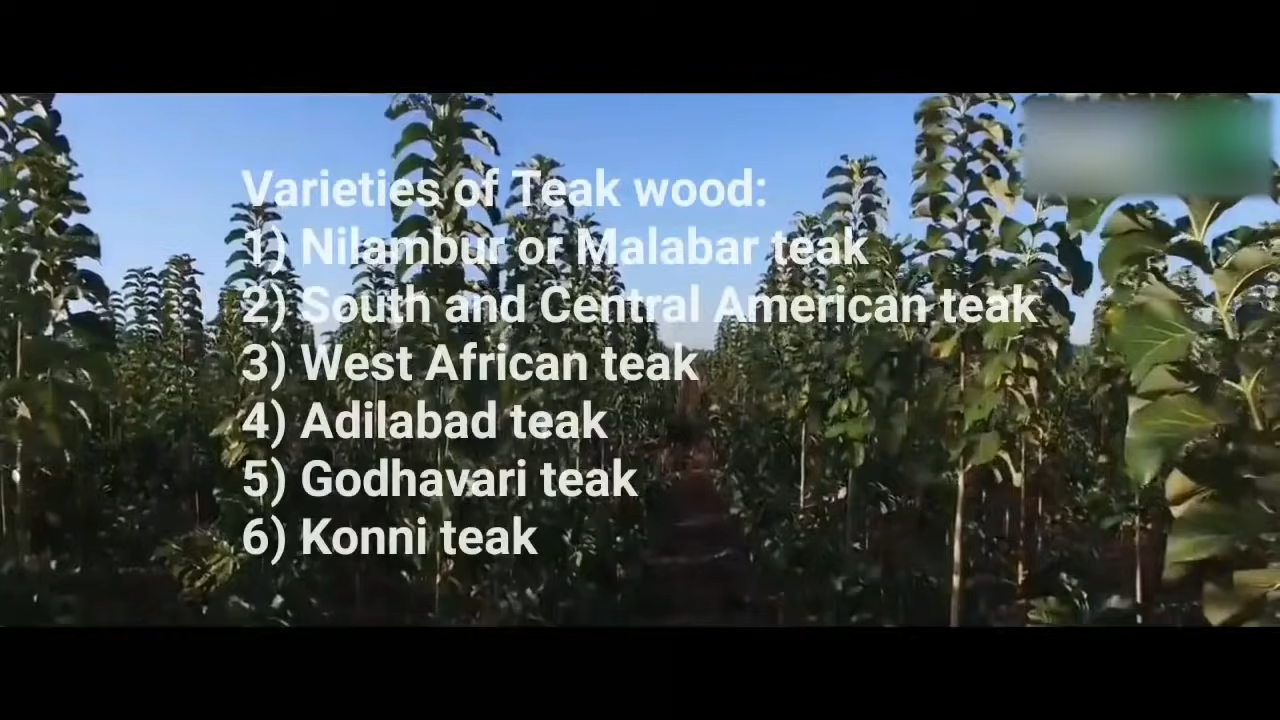 Varieties of Teak wood:
1) Nilambur or Malabar teak
2) South and Central American teak
3) West African teak
4) Adilabad teak
5) Godhavari teak
6) Konni teak